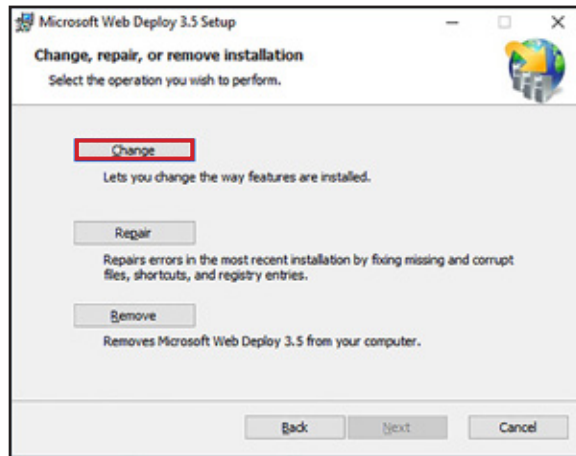 Microsoft Web Deploy 3.5 Setup
Change, repair, or remove installation
Select the operation you wish to perform.
Change
Lets you change the way features are installed.
Repair
Repairs errors in the most recent installation by fixing missing and corrupt
files, shortcuts, and registry entries.
Remove
Removes Microsoft Web Deploy 3.5 from your computer.
Back Next Cancel